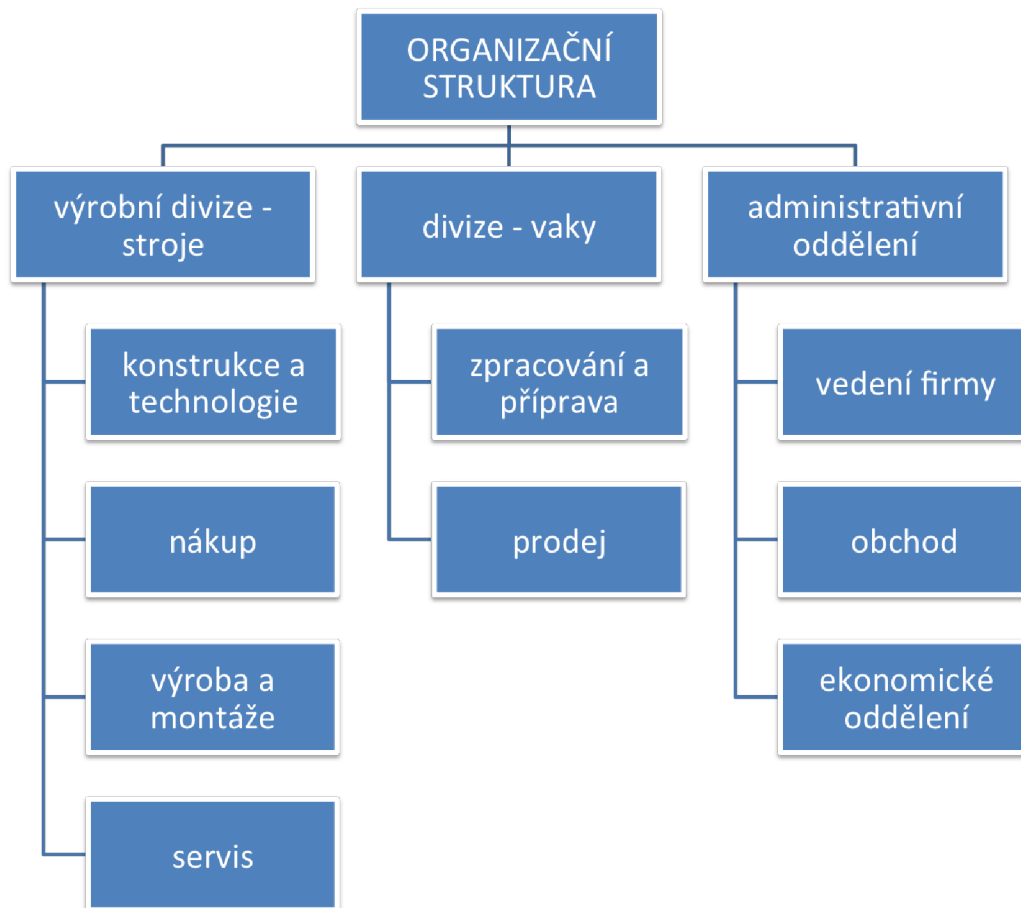 ORGANIZAČNÍ
STRUKTURA
výrobní divize -
stroje
divize - vaky
administrativní
oddělení
konstrukce a
technologie
nákup
výroba a
montáže
servis
zpracování a
příprava
prodej
vedení firmy
obchod
ekonomické
oddělení